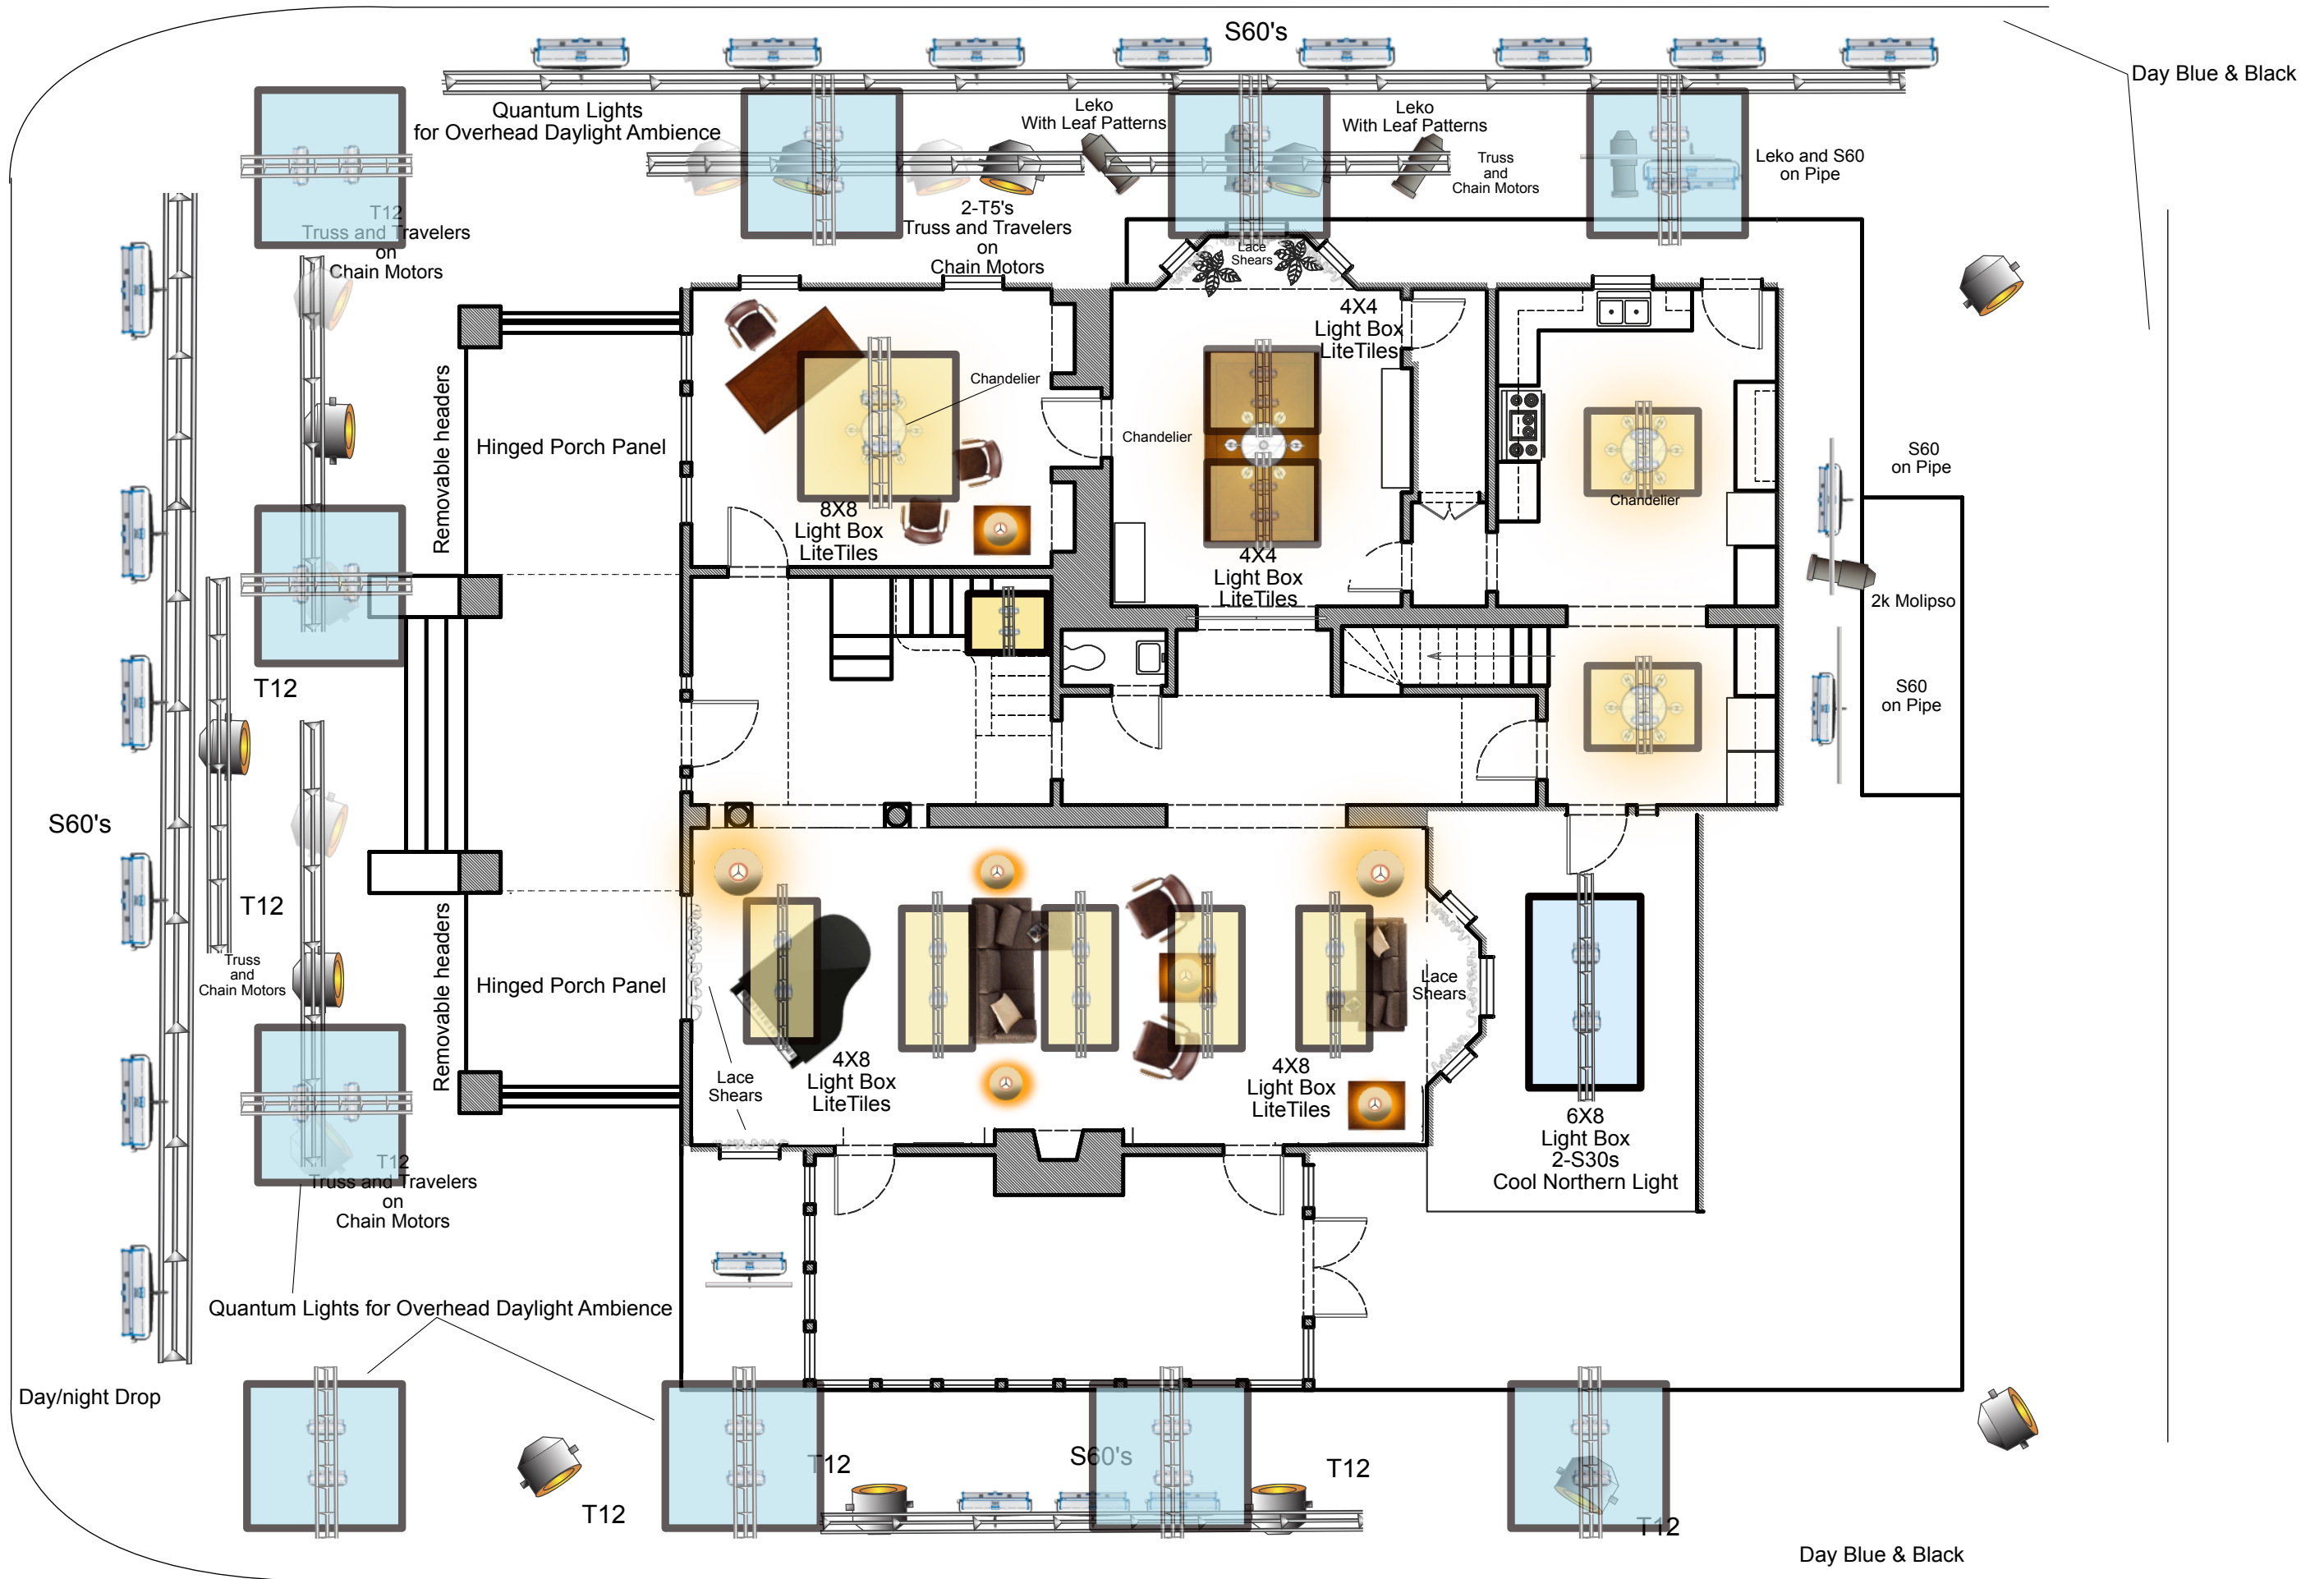 S60's
Day Blue & Black
Quantum Lights
for Overhead Daylight Ambience
Leko
With Leaf Patterns
Leko
With Leaf Patterns
Truss
and
Chain Motors
Leko and S60
on Pipe
T12
Truss and Travelers
on
Chain Motors
2-T5's
Truss and Travelers
on
Chain Motors
Lace
Shears
4X4
Light Box
LiteTiles
Chandelier
Removable headers
Hinged Porch Panel
Chandelier
S60
on Pipe
Chandelier
8X8
Light Box
LiteTiles
4X4
Light Box
LiteTiles
2k Molipso
T12
S60
on Pipe
S60's
T12
Truss
and
Chain Motors
Removable headers
Hinged Porch Panel
Lace
Shears
Lace
Shears
4X8
Light Box
LiteTiles
4X8
Light Box
LiteTiles
6X8
Light Box
2-S30s
Cool Northern Light
T12
Truss and Travelers
on
Chain Motors
Quantum Lights for Overhead Daylight Ambience
Day/night Drop
T12
S60's
T12
T12
T12
Day Blue & Black